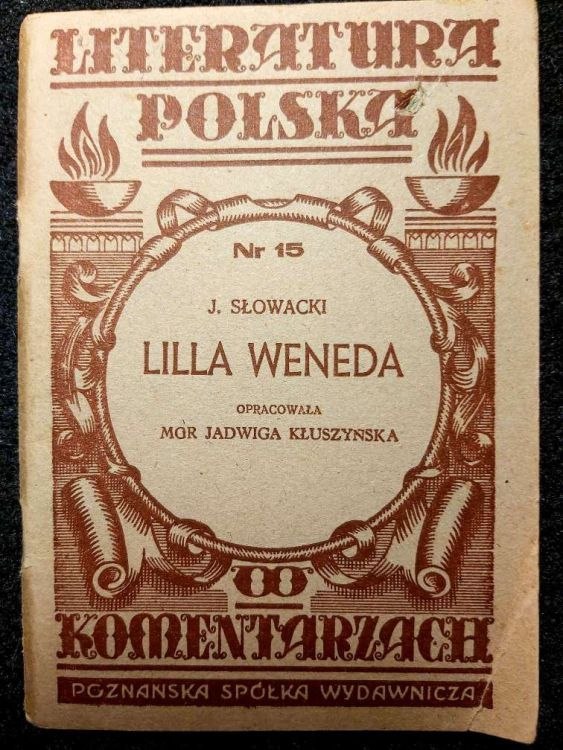 LITERATURA
POLSKA
Nr 15
J. SŁOWACKI
LILLA WENEDA
OPRACOWAŁA
MGR JADWIGA KŁUSZYŃSKA
W
KOMENTARZACH
POZNAŃSKA SPÓŁKA WYDAWNICZA